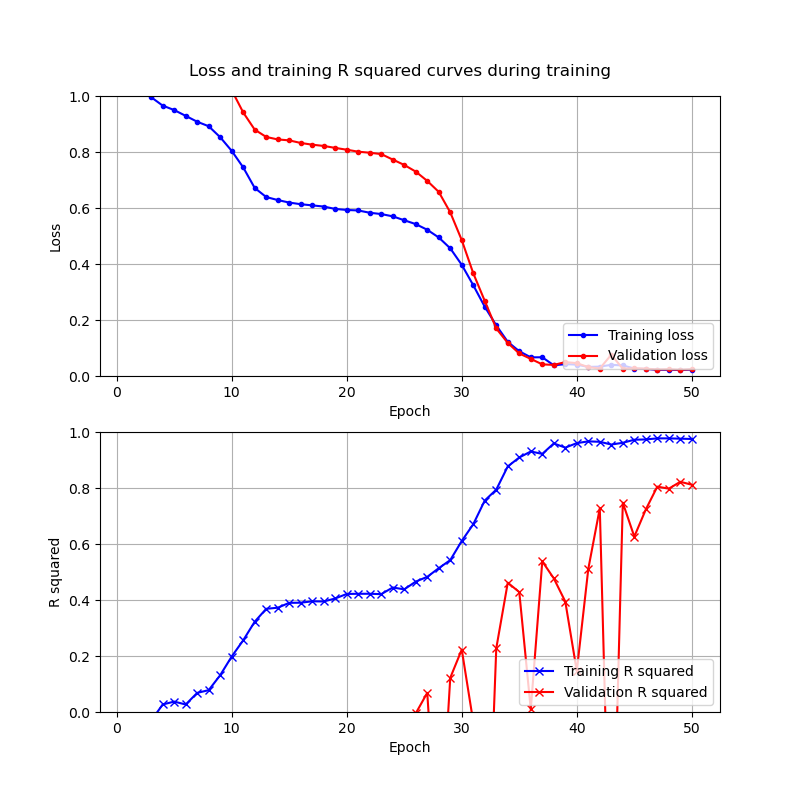 Loss and training R squared curves during training
1.0
0.8
0.6
0.4
0.2
0.0
Loss
Training loss
Validation loss
0 10 20 30 40 50
Epoch
1.0
0.8
0.6
0.4
0.2
0.0
R squared
Training R squared
Validation R squared
0 10 20 30 40 50
Epoch